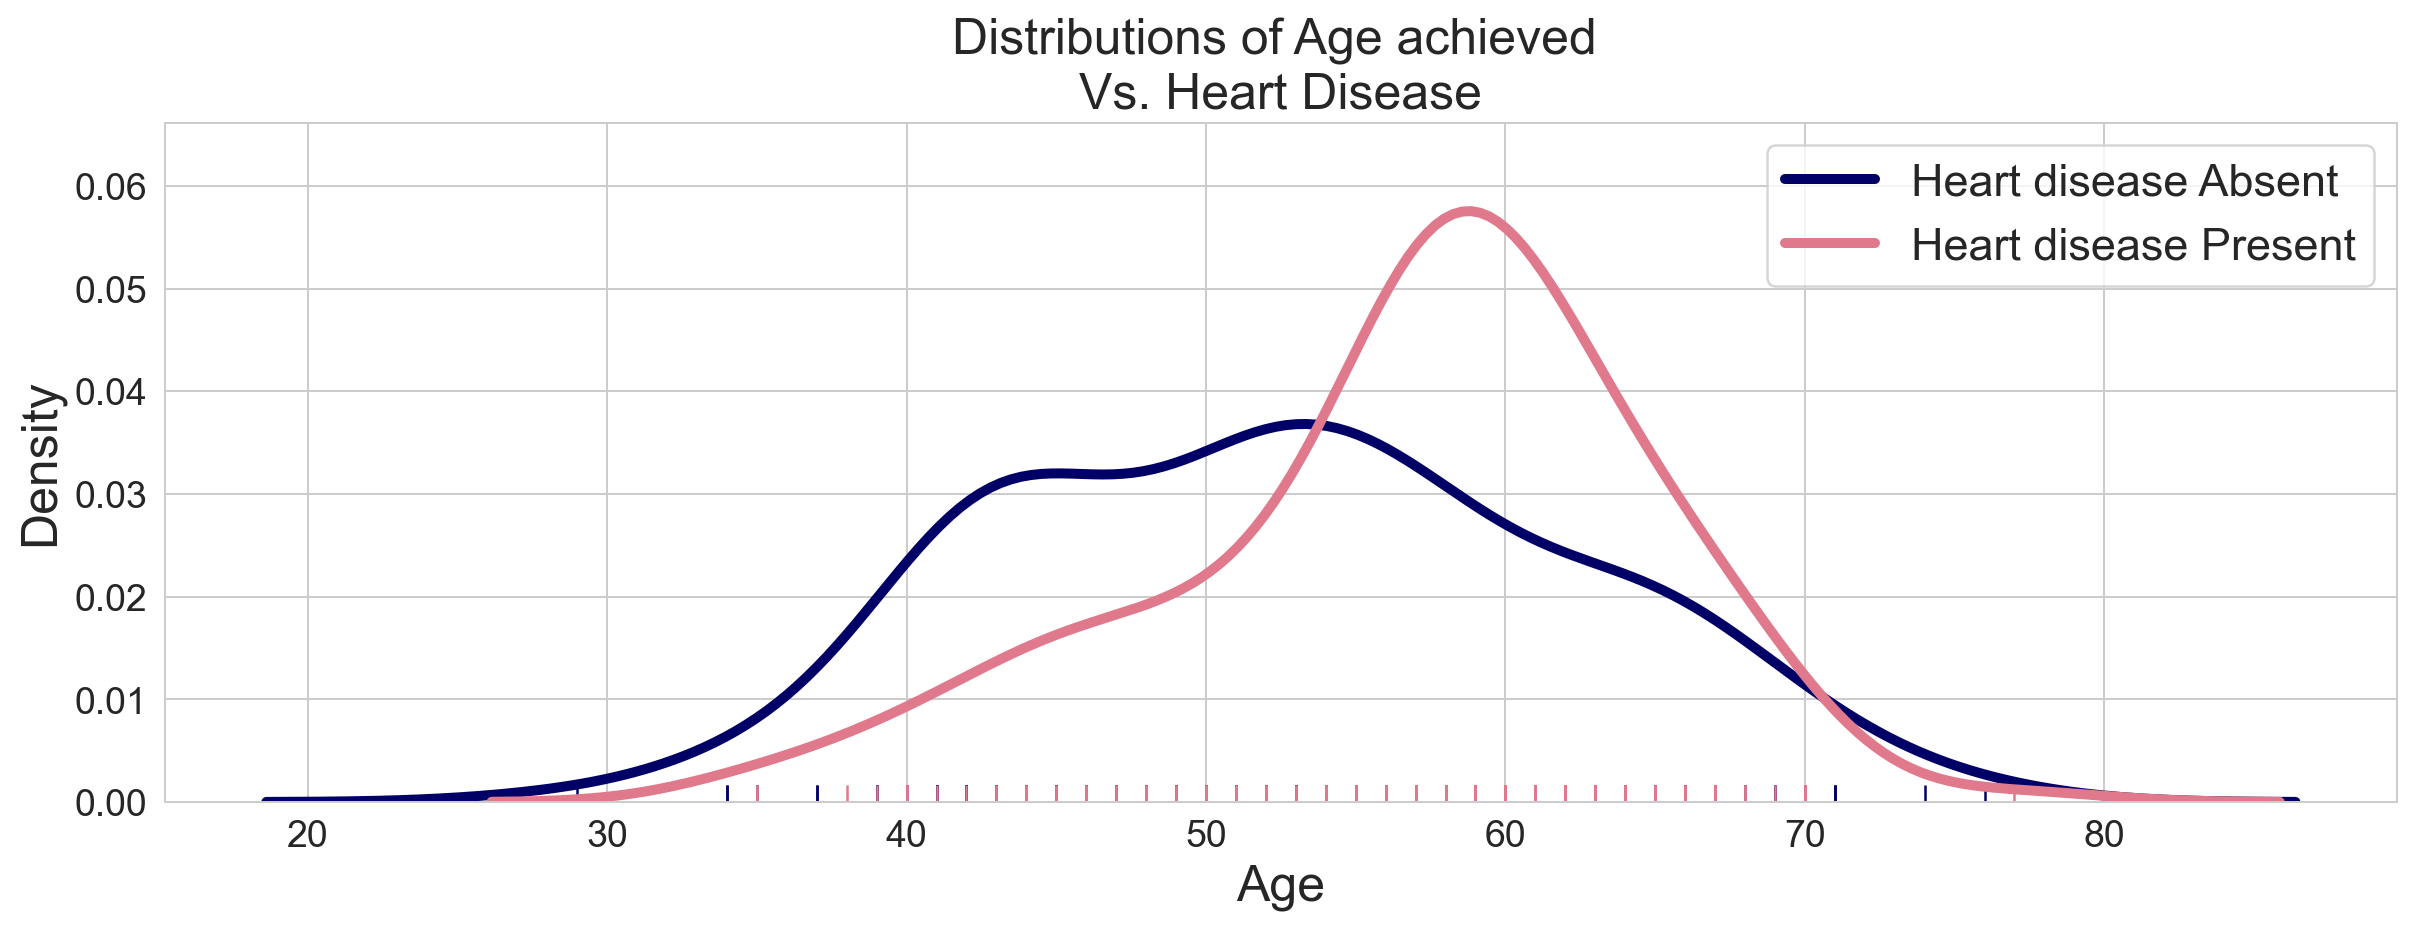 Distributions of Age achieved
Vs. Heart Disease
Heart disease Absent
Heart disease Present
Density
0.06
0.05
0.04
0.03
0.02
0.01
0.00
20 30 40 50 60 70 80
Age